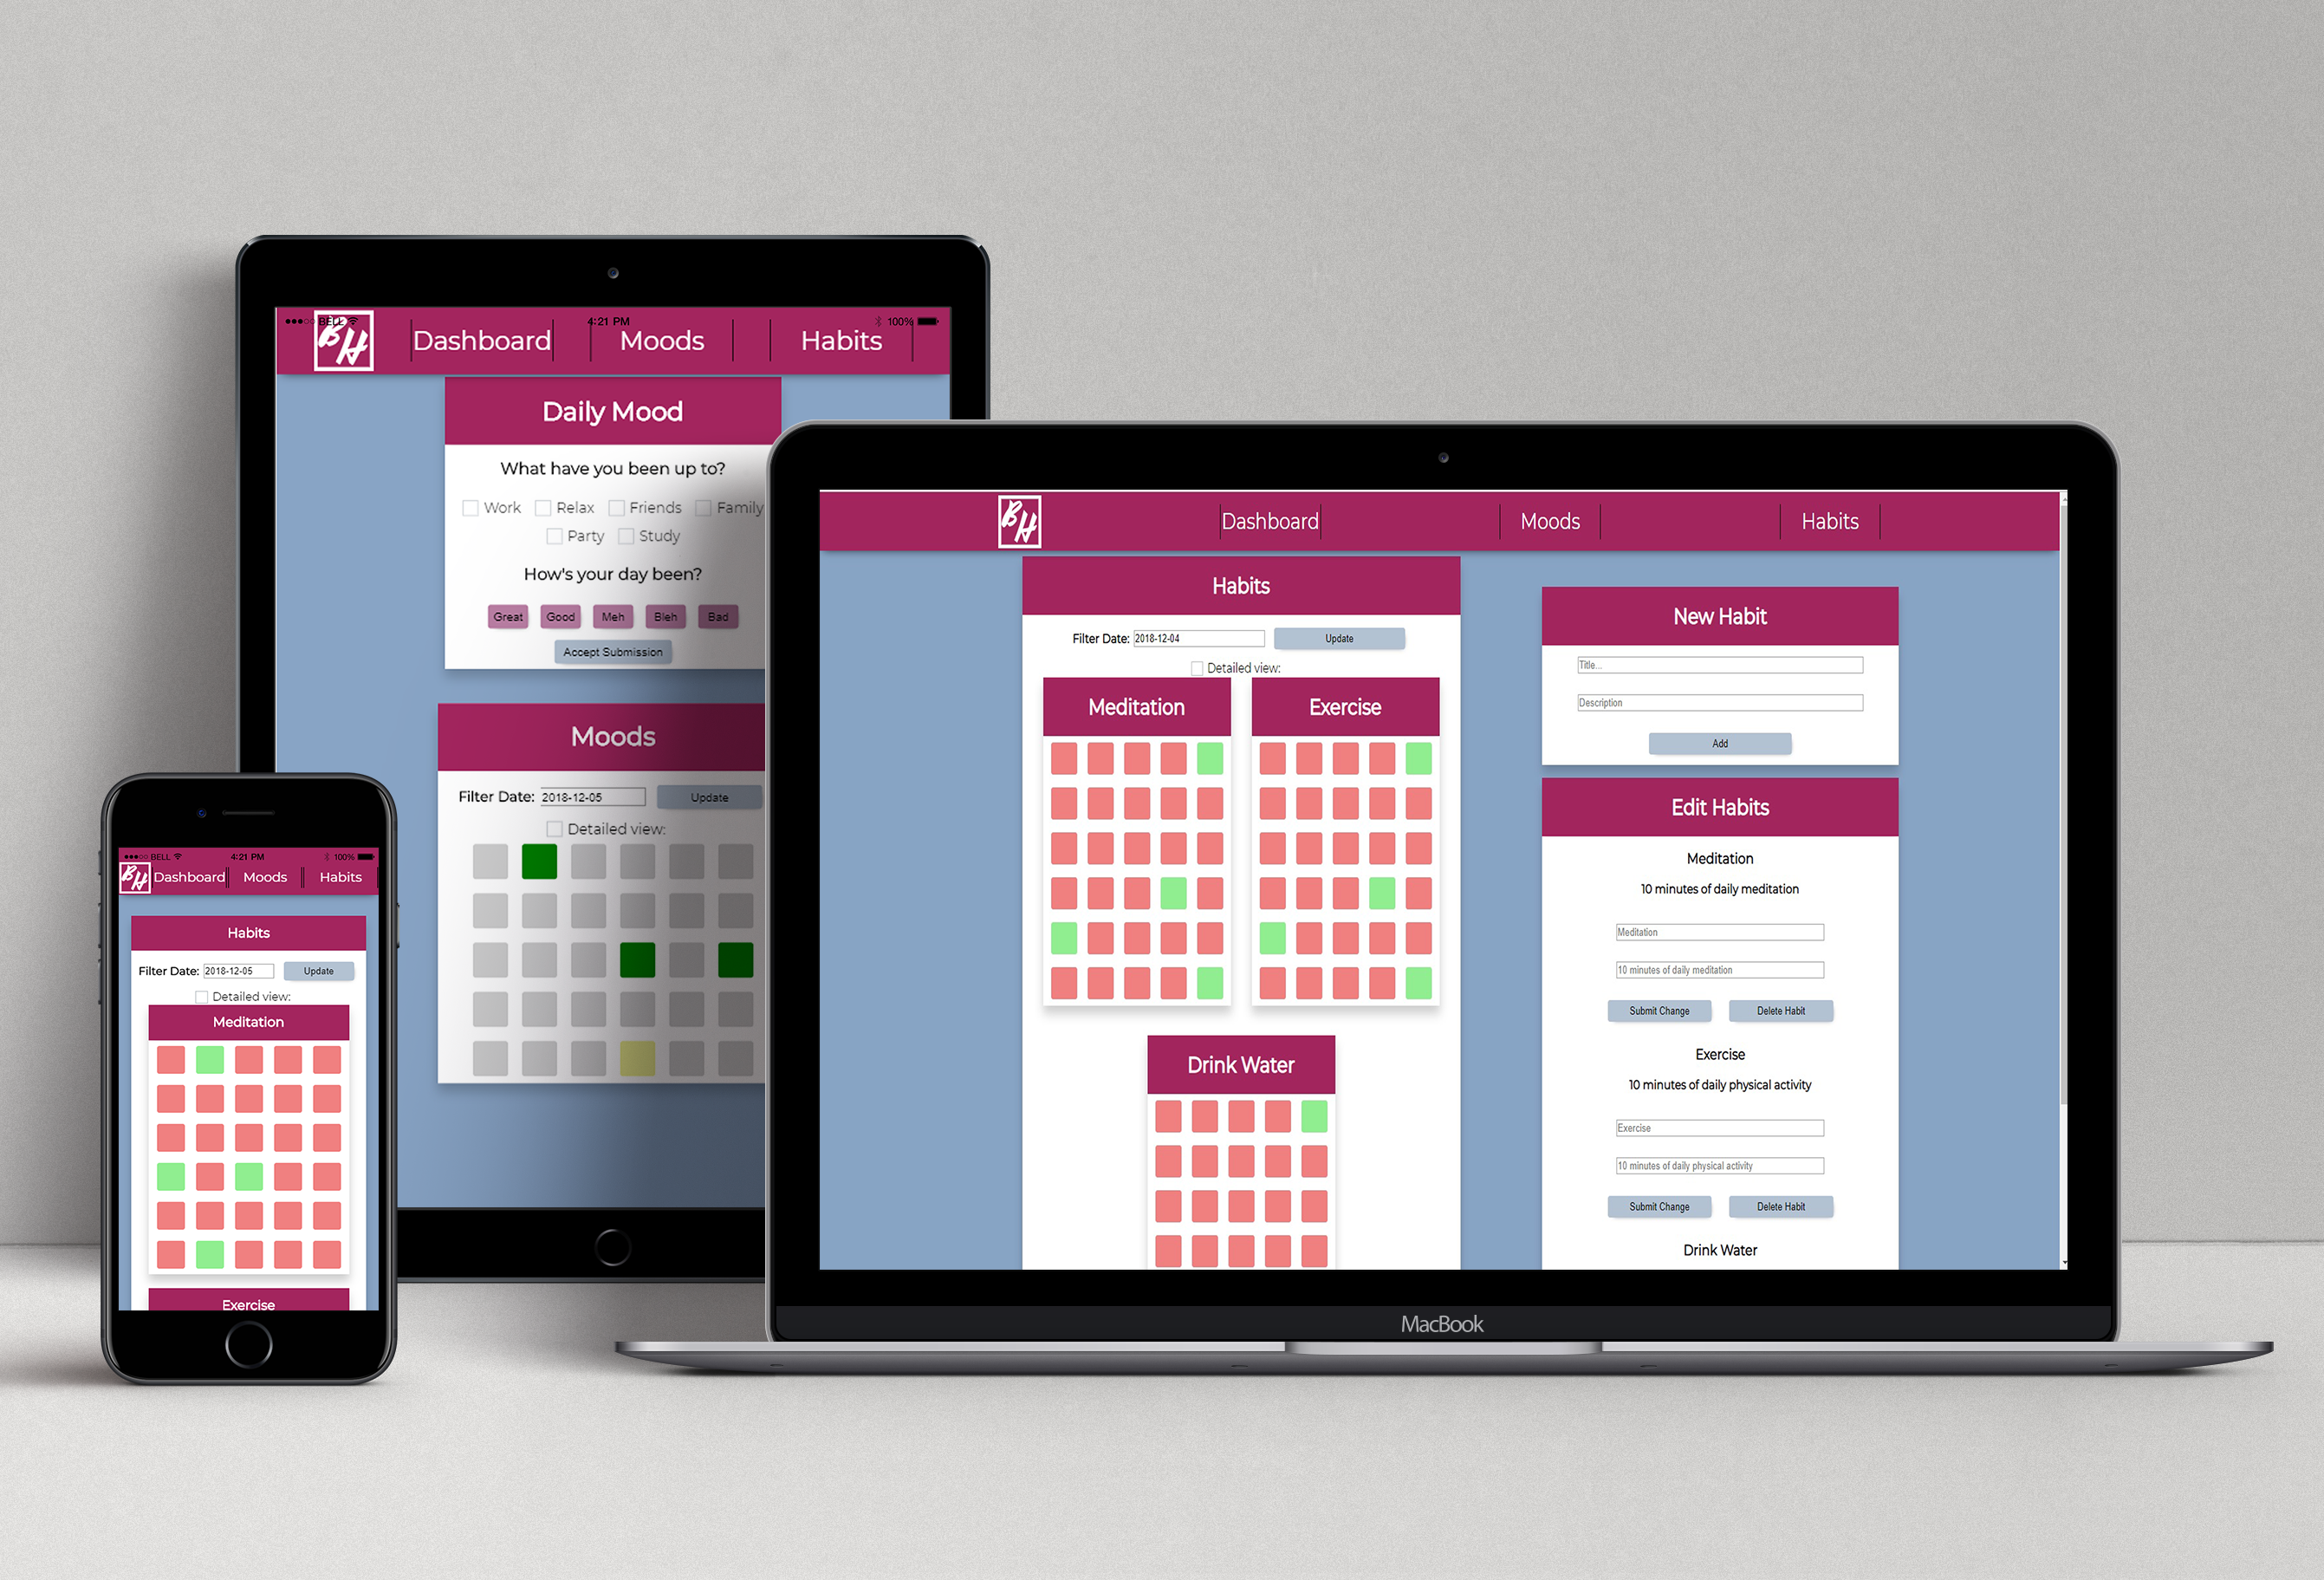 BELL 4:21 PM 100%
BH Dashboard Moods Habits
Daily Mood
What have you been up to?
Work Relax Friends Family
Party Study
How's your day been?
Great Good Meh Bleh Bad
Accept Submission
Moods
Filter Date: 2018-12-05 Update
Detailed view:
BELL 4:21 PM 100%
BH Dashboard Moods Habits
Habits
Filter Date: 2018-12-05 Update
Detailed view:
Meditation
Exercise
BH Dashboard Moods Habits
Habits
Filter Date: 2018-12-04 Update
Detailed view:
Meditation Exercise
Drink Water
New Habit
Title...
Description
Add
Edit Habits
Meditation
10 minutes of daily meditation
Meditation
10 minutes of daily meditation
Submit Change Delete Habit
Exercise
10 minutes of daily physical activity
Exercise
10 minutes of daily physical activity
Submit Change Delete Habit
Drink Water
MacBook